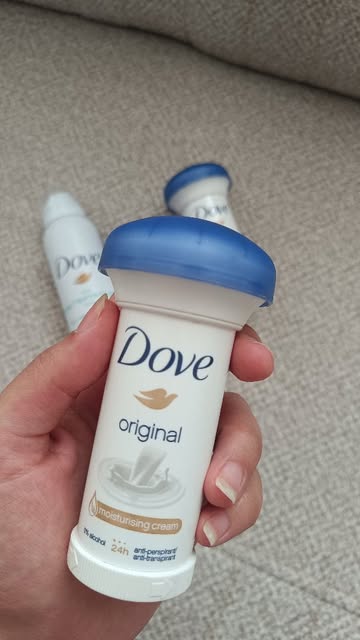 Dove
Dove
Dove
original
moisturising cream
0% alcohol
24h
anti-perspirant/
anti-transpirant